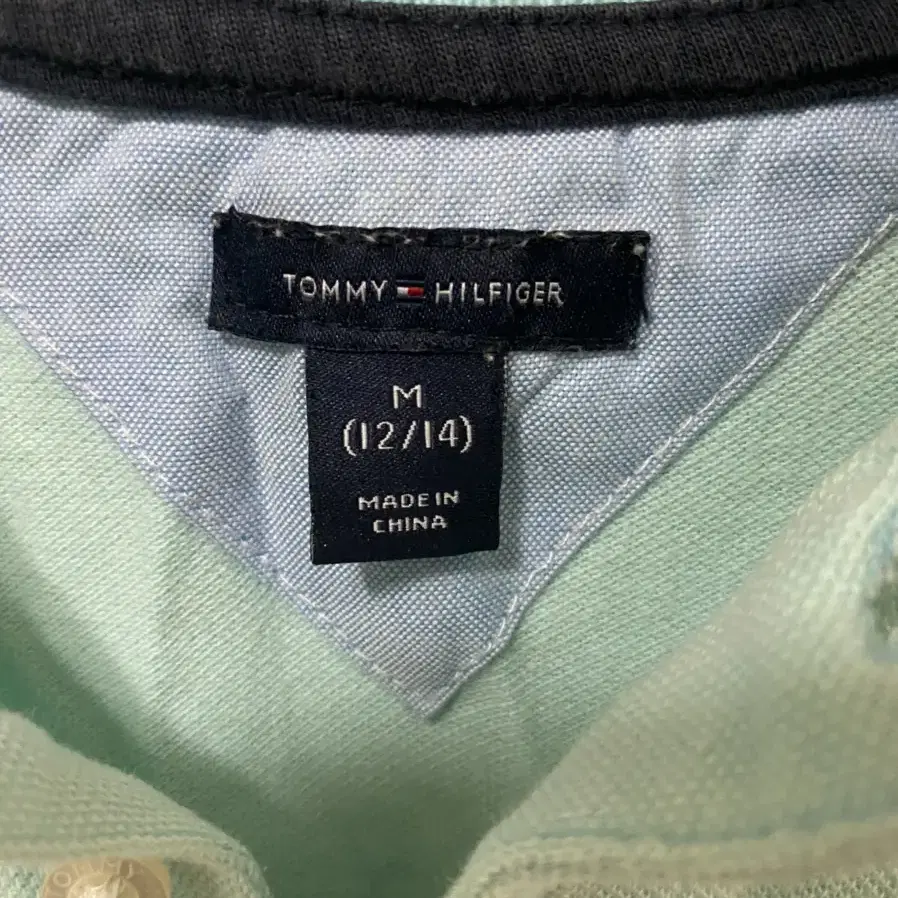 TOMMY HILFIGER
M
(12/14)
MADE IN
CHINA